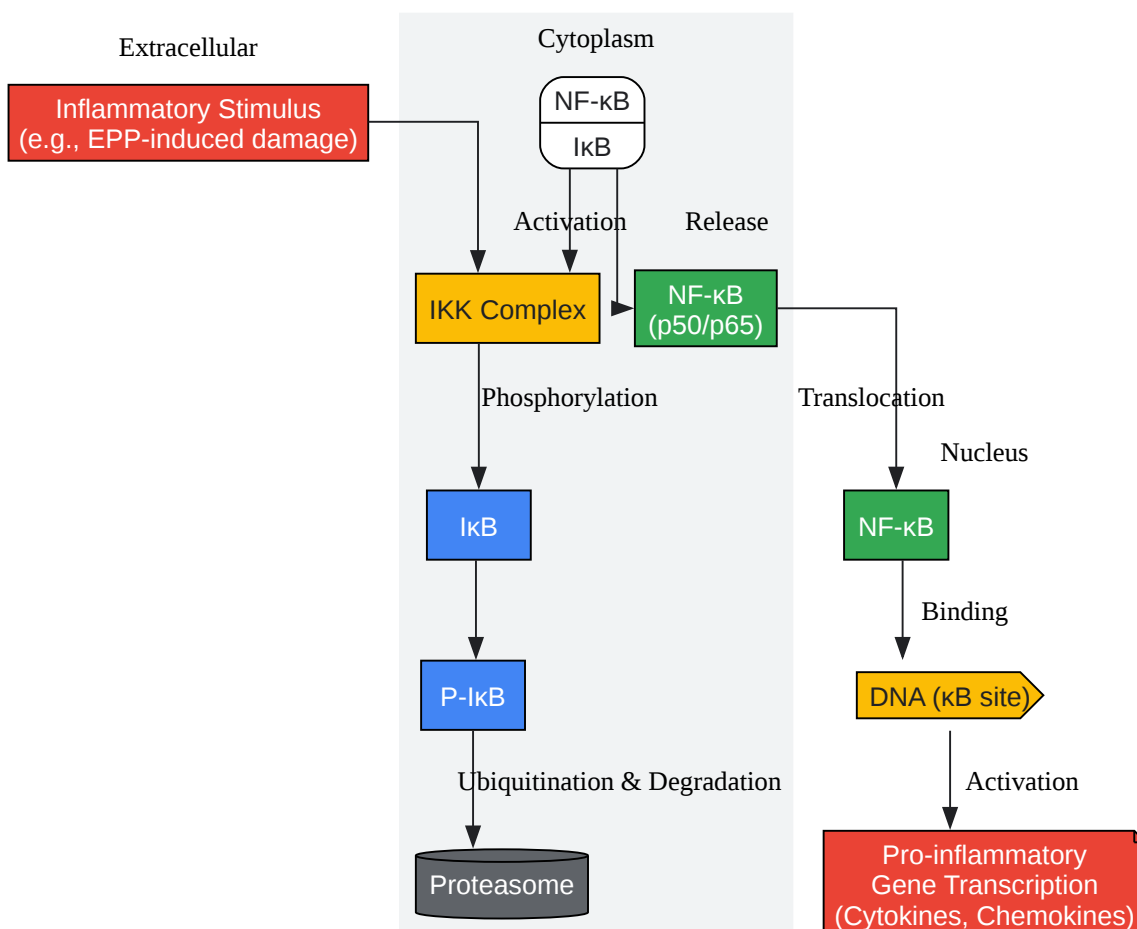 Extracellular
Cytoplasm
Inflammatory Stimulus
(e.g., EPP-induced damage)
NF-κB
IκB
Activation
Release
IKK Complex
NF-κB
(p50/p65)
Phosphorylation
Translocation
Nucleus
IκB
NF-κB
Binding
P-IκB
DNA (κB site)
Ubiquitination & Degradation
Activation
Proteasome
Pro-inflammatory
Gene Transcription
(Cytokines, Chemokines)